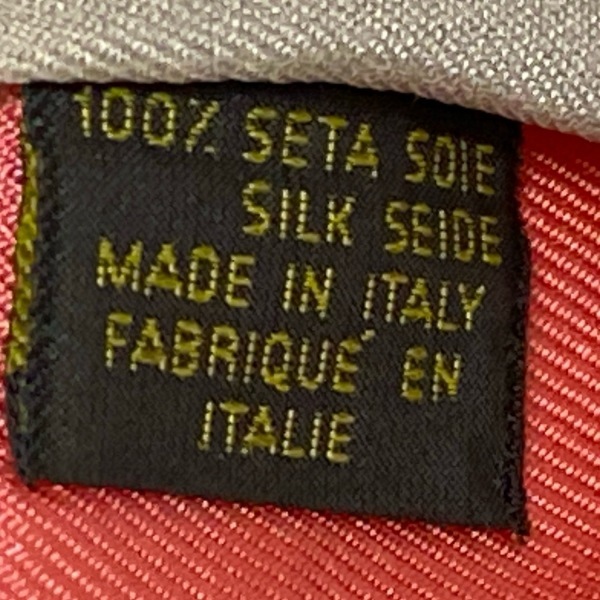 100% SETA SOIE
SILK SEIDE
MADE IN ITALY
FABRIQUÉ EN
ITALIE